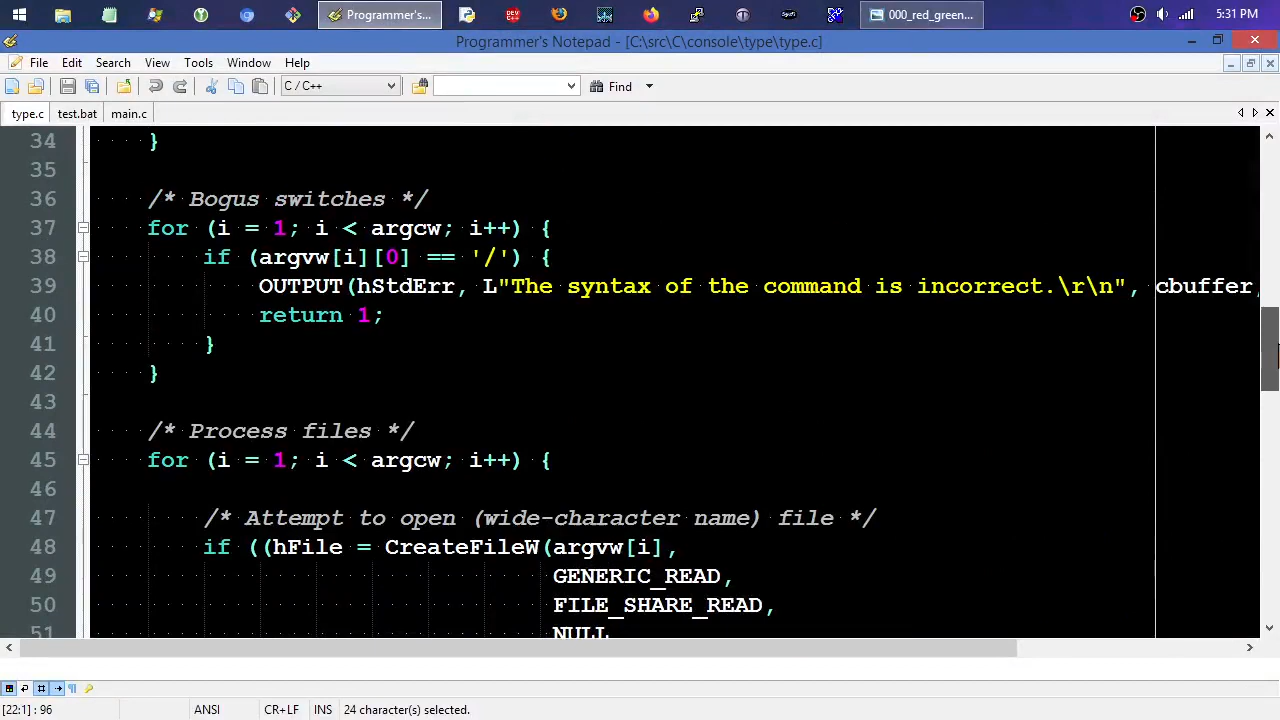 Programmer's...
000_red_green...
5:31 PM
Programmer's Notepad - [C:\src\C\console\type\type.c]
File Edit Search View Tools Window Help
C / C++ Find
type.c test.bat main.c
34 }
35
36 /* Bogus switches */
37 for (i = 1; i < argcw; i++) {
38 if (argvw[i][0] == '/') {
39 OUTPUT(hStdErr, L"The syntax of the command is incorrect.\r\n", cbuffer,
40 return 1;
41 }
42 }
43
44 /* Process files */
45 for (i = 1; i < argcw; i++) {
46
47 /* Attempt to open (wide-character name) file */
48 if ((hFile = CreateFileW(argvw[i],
49 GENERIC_READ,
50 FILE_SHARE_READ,
51 NULL
[22:1] : 96 ANSI CR+LF INS 24 character(s) selected.